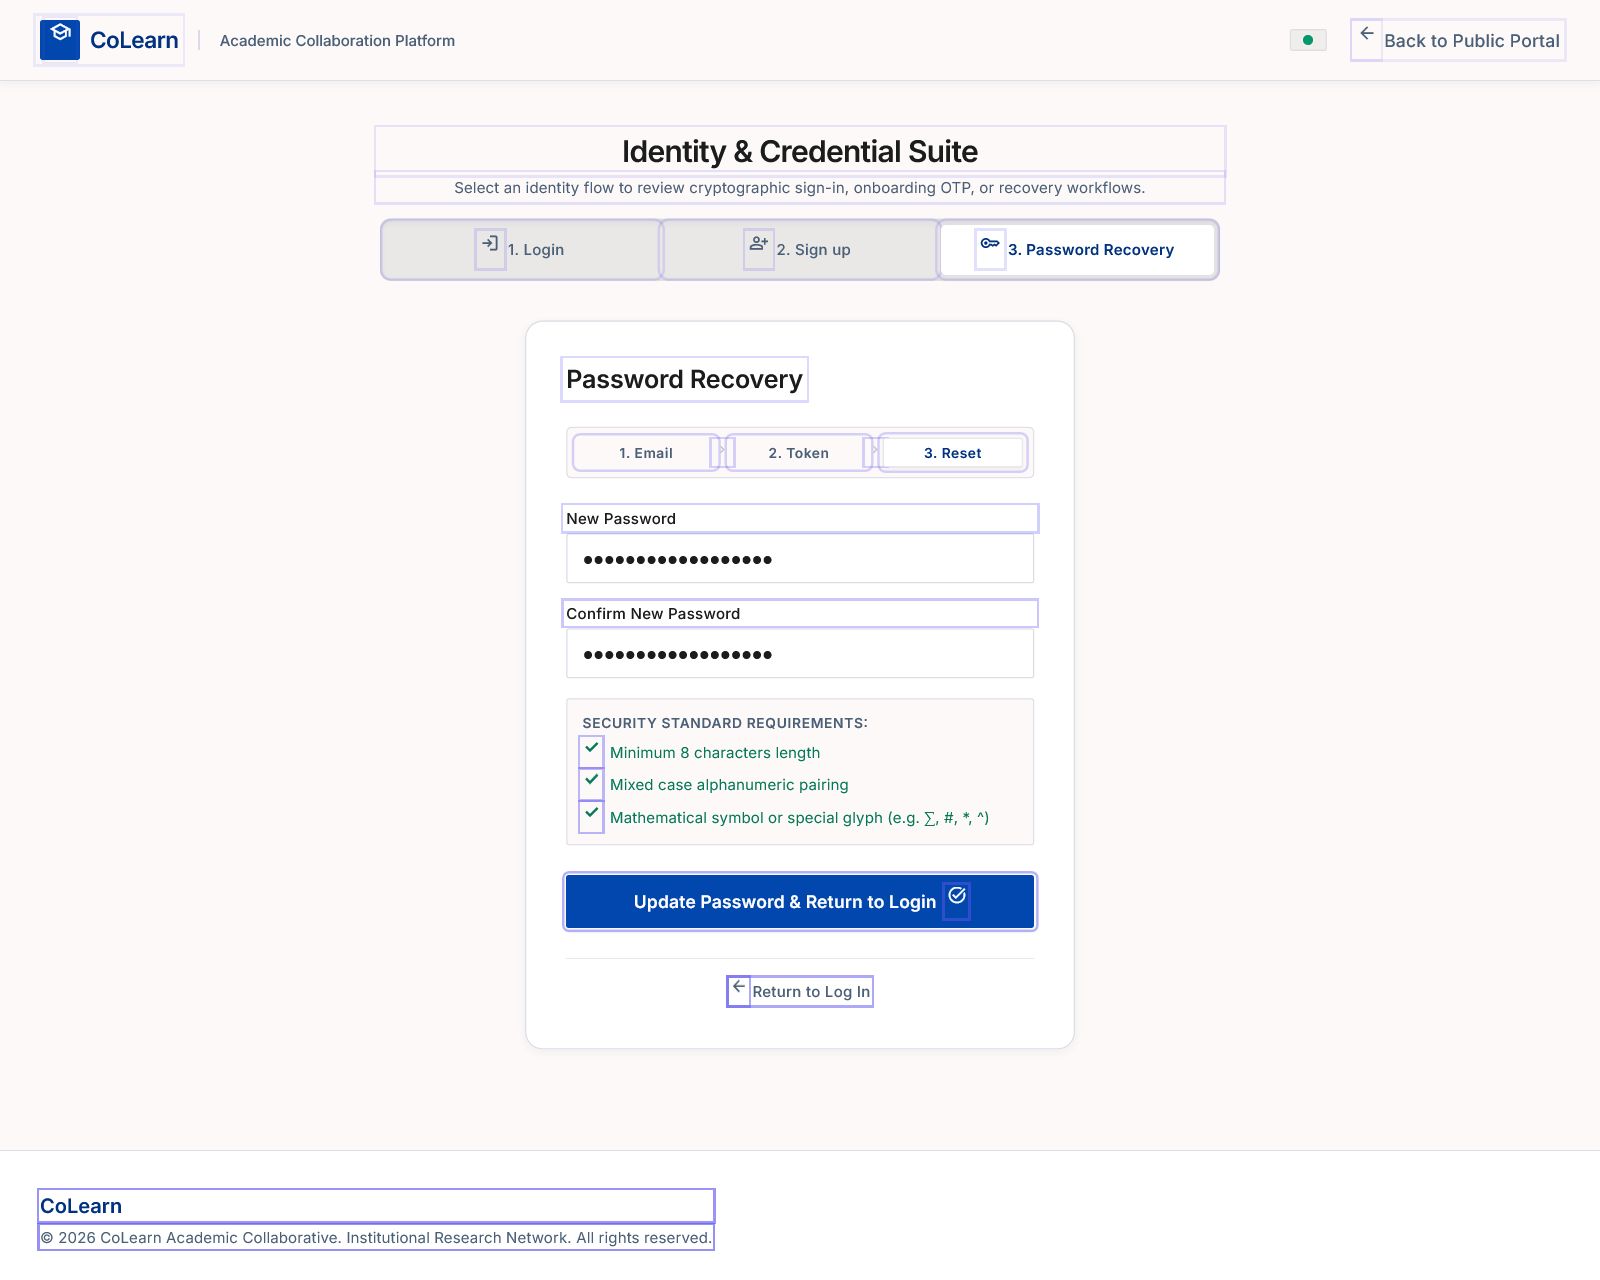 CoLearn
Academic Collaboration Platform
Back to Public Portal
Identity & Credential Suite
Select an identity flow to review cryptographic sign-in, onboarding OTP, or recovery workflows.
1. Login
2. Sign up
3. Password Recovery
Password Recovery
1. Email
2. Token
3. Reset
New Password
Confirm New Password
SECURITY STANDARD REQUIREMENTS:
Minimum 8 characters length
Mixed case alphanumeric pairing
Mathematical symbol or special glyph (e.g. ∑, #, *, ^)
Update Password & Return to Login
Return to Log In
CoLearn
© 2026 CoLearn Academic Collaborative. Institutional Research Network. All rights reserved.